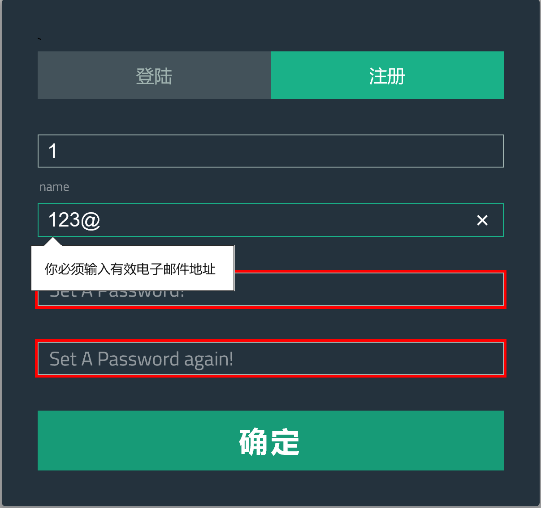 `
登陆
注册
1
name
123@
你必须输入有效电子邮件地址
Set A Password!
Set A Password again!
确定